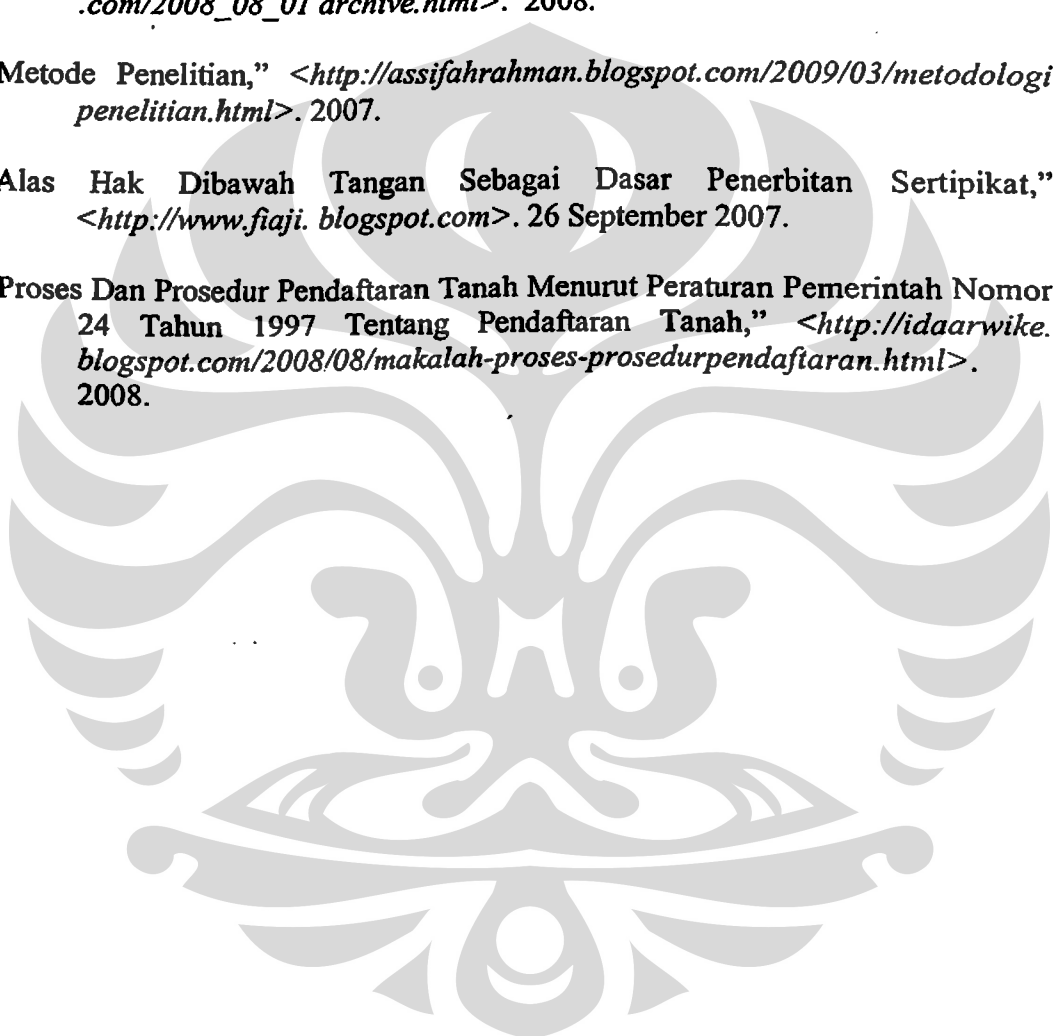 .com/2008_08_01 archive.html>. 2008.
Metode Penelitian,” <http://assifahrahman.blogspot.com/2009/03/metodologi
penelitian.html>. 2007.
Alas Hak Dibawah Tangan Sebagai Dasar Penerbitan Sertipikat,”
<http://www.fiaji. blogspot.com>. 26 September 2007.
Proses Dan Prosedur Pendaftaran Tanah Menurut Peraturan Pemerintah Nomor
24 Tahun 1997 Tentang Pendaftaran Tanah,” <http://idaarwike.
blogspot.com/2008/08/makalah-proses-prosedurpendaftaran.html>.
2008.